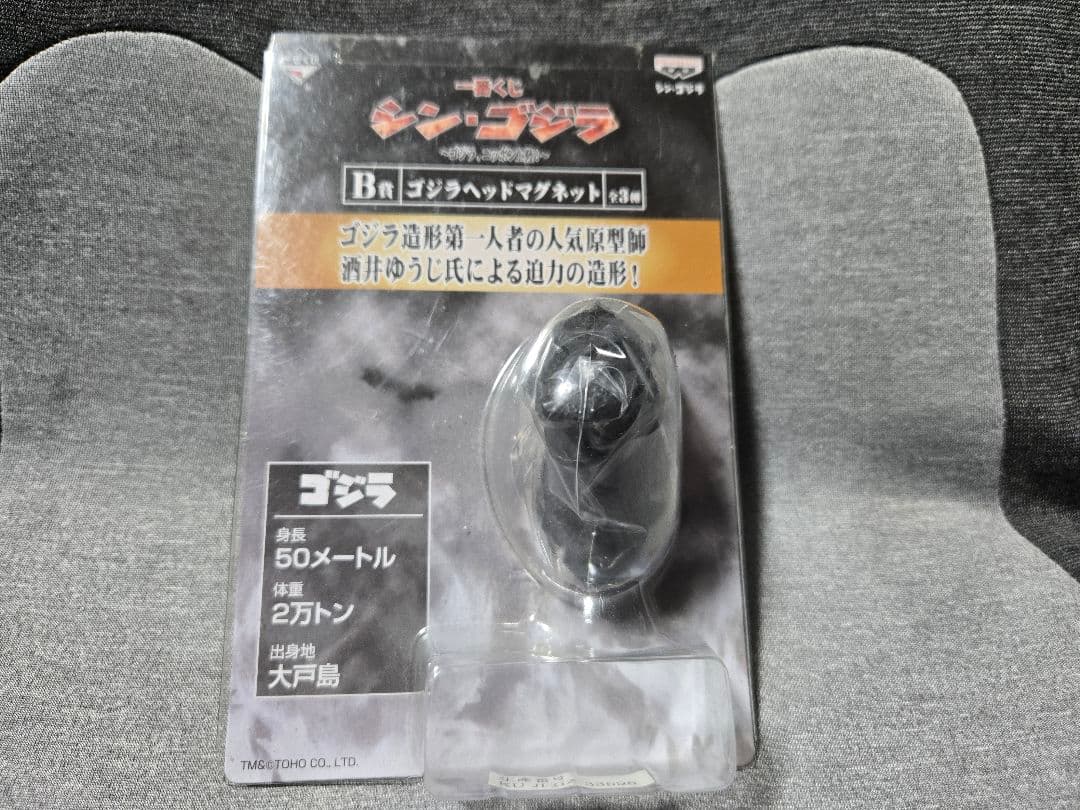 一番くじ
シン・ゴジラ
シン・ゴジラ
B賞 ゴジラヘッドマグネット 全3種
ゴジラ造形第一人者の人気原型師
酒井ゆうじ氏による迫力の造形！
ゴジラ
身長
50メートル
体重
2万トン
出身地
大戸島
TM&©TOHO CO., LTD.
生産番号